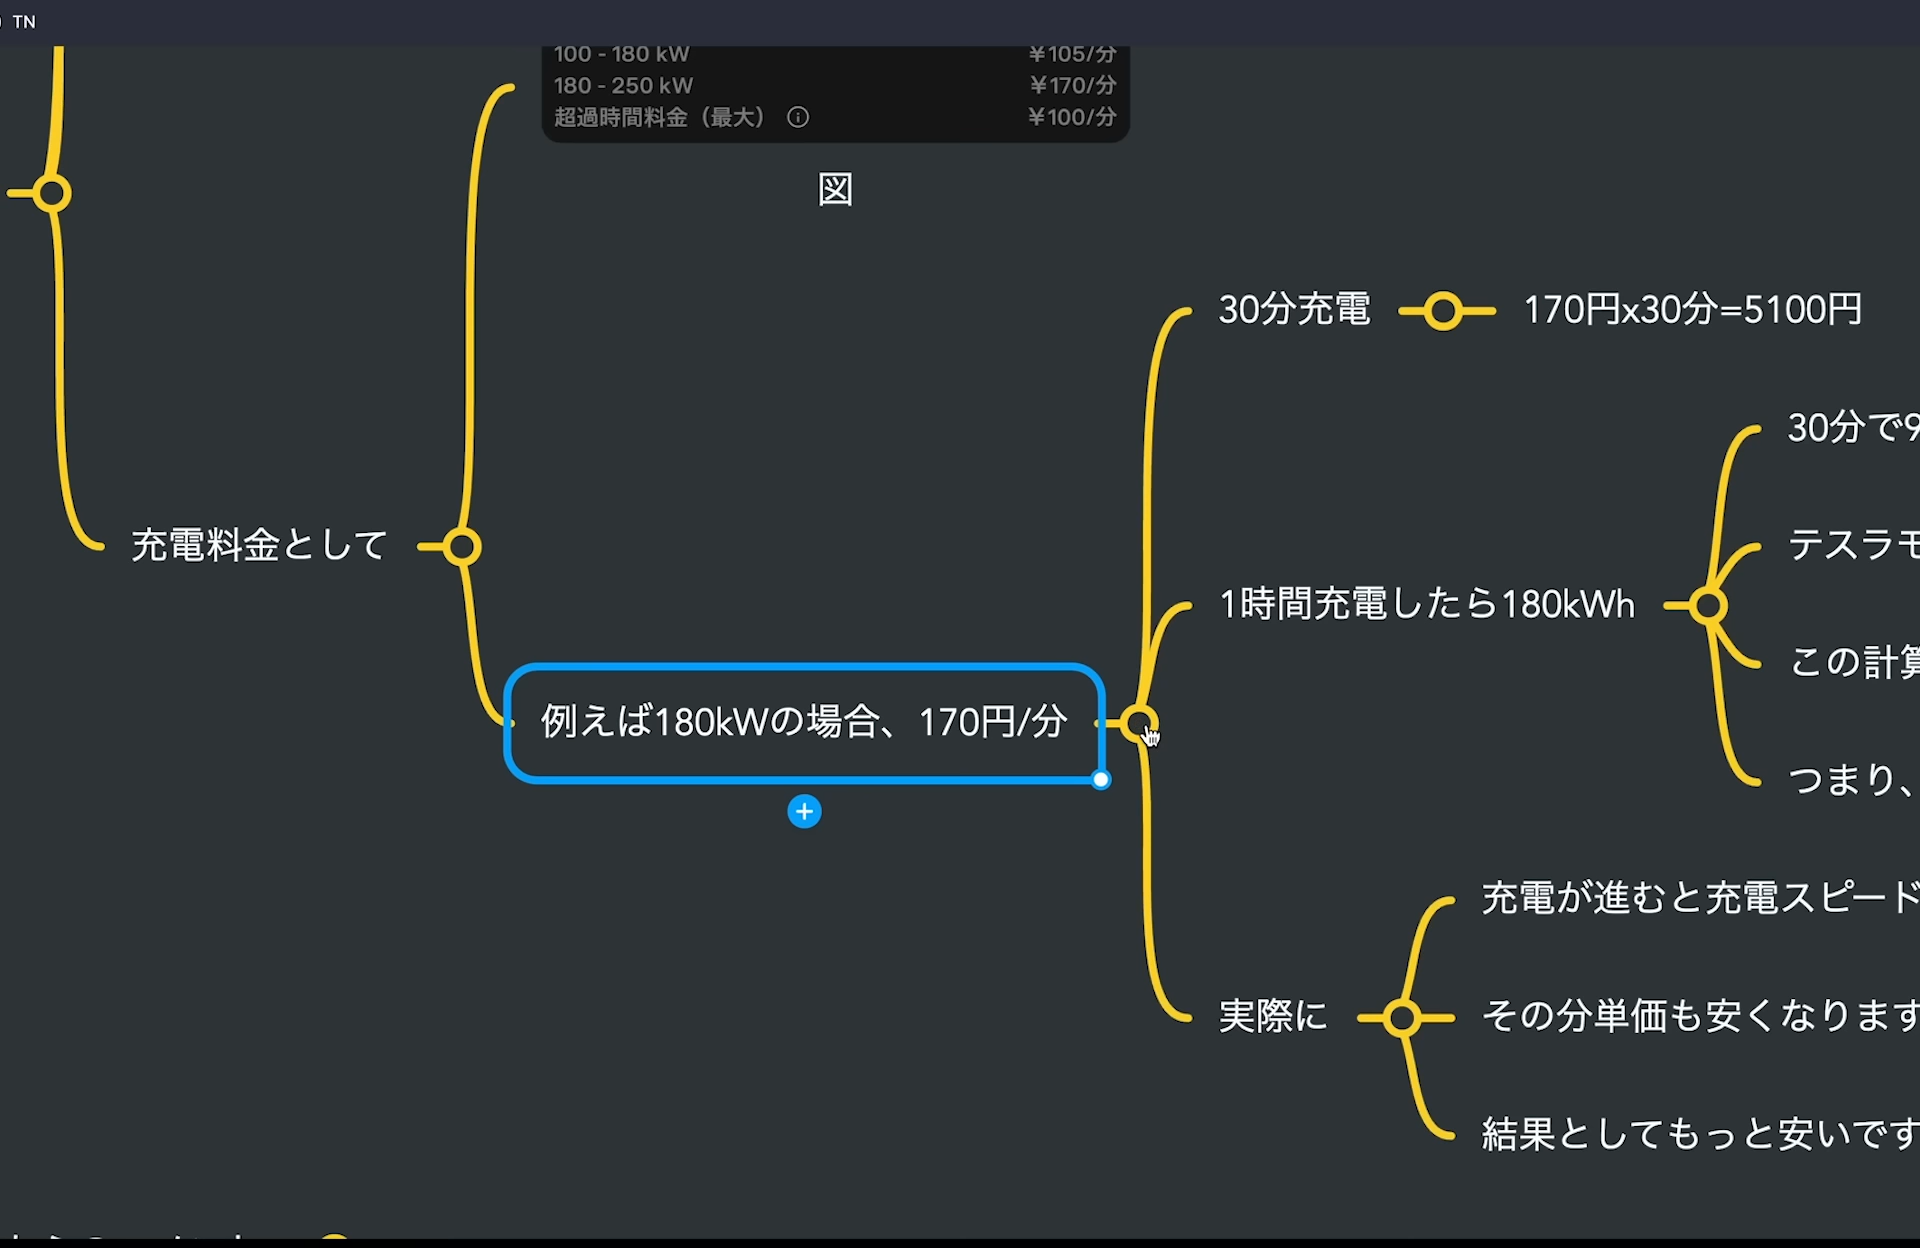 TN
100 - 180 kW ¥105/分
180 - 250 kW ¥170/分
超過時間料金（最大） ¥100/分
図
30分充電
170円x30分=5100円
30分で9
テスラモ
充電料金として
1時間充電したら180kWh
この計算
例えば180kWの場合、170円/分
つまり、
充電が進むと充電スピード
実際に
その分単価も安くなります
結果としてもっと安いです